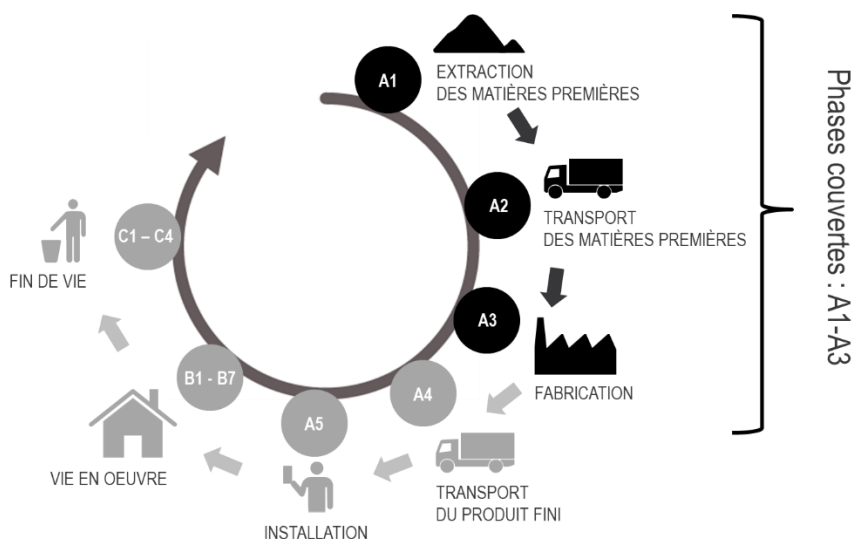 A1
EXTRACTION
DES MATIÈRES PREMIÈRES
A2
TRANSPORT
DES MATIÈRES PREMIÈRES
A3
FABRICATION
A4
TRANSPORT
DU PRODUIT FINI
A5
INSTALLATION
B1 - B7
VIE EN OEUVRE
C1 – C4
FIN DE VIE
Phases couvertes : A1-A3